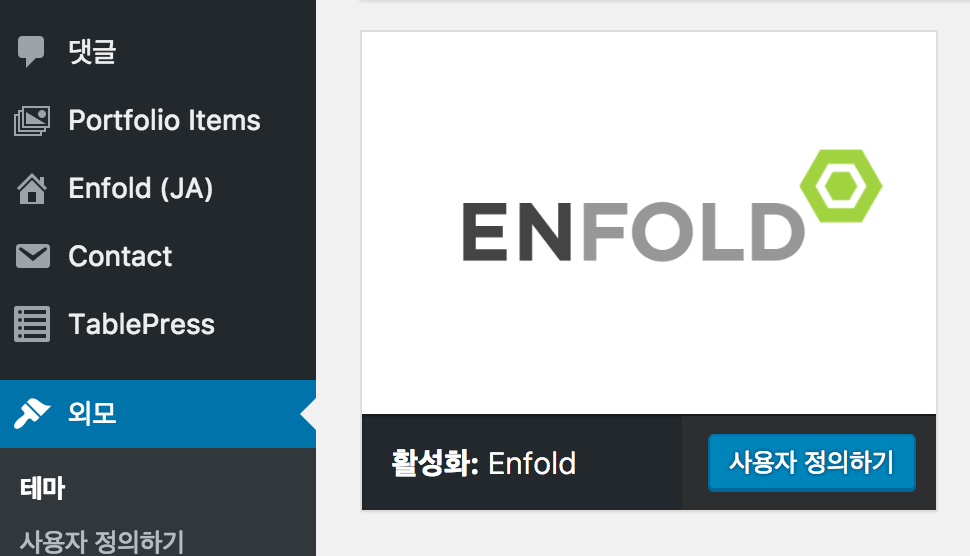 댓글
Portfolio Items
Enfold (JA)
Contact
TablePress
외모
테마
사용자 정의하기
ENFOLD
활성화: Enfold
사용자 정의하기